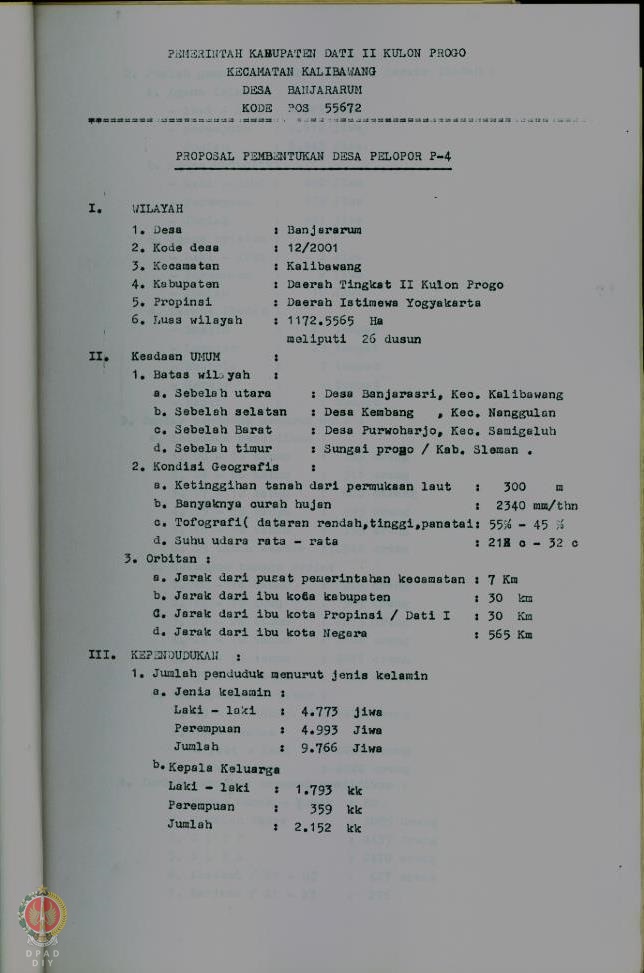 PEMERINTAH KABUPATEN DATI II KULON PROGO
KECAMATAN KALIBAWANG
DESA BANJARARUM
KODE POS 55672
PROPOSAL PEMBENTUKAN DESA PELOPOR P-4
I. WILAYAH
1. Desa : Banjararum
2. Kode desa : 12/2001
3. Kecamatan : Kalibawang
4. Kabupaten : Daerah Tingkat II Kulon Progo
5. Propinsi : Daerah Istimewa Yogyakarta
6. Luas wilayah : 1172.5565 Ha
meliputi 26 dusun
II. Keadaan UMUM :
1. Batas wilayah :
a. Sebelah utara : Desa Banjarasri, Kec. Kalibawang
b. Sebelah selatan : Desa Kembang , Kec. Nanggulan
c. Sebelah Barat : Desa Purwoharjo, Kec. Samigaluh
d. Sebelah timur : Sungai progo / Kab. Sleman .
2. Kondisi Geografis :
a. Ketinggihan tanah dari permukaan laut : 300 m
b. Banyaknya curah hujan : 2340 mm/thn
c. Tofografi( dataran rendah,tinggi,panatai: 55% - 45 %
d. Suhu udara rata - rata : 21 c - 32 c
3. Orbitan :
a. Jarak dari pusat pemerintahan kecamatan : 7 Km
b. Jarak dari ibu kota kabupaten : 30 km
C. Jarak dari ibu kota Propinsi / Dati I : 30 Km
d. Jarak dari ibu kota Negara : 565 Km
III. KEPENDUDUKAN :
1. Jumlah penduduk menurut jenis kelamin
a. Jenis kelamin :
Laki - laki : 4.773 jiwa
Perempuan : 4.993 Jiwa
Jumlah : 9.766 Jiwa
b. Kepala Keluarga
Laki - laki : 1.793 kk
Perempuan : 359 kk
Jumlah : 2.152 kk
DPAD
DIY